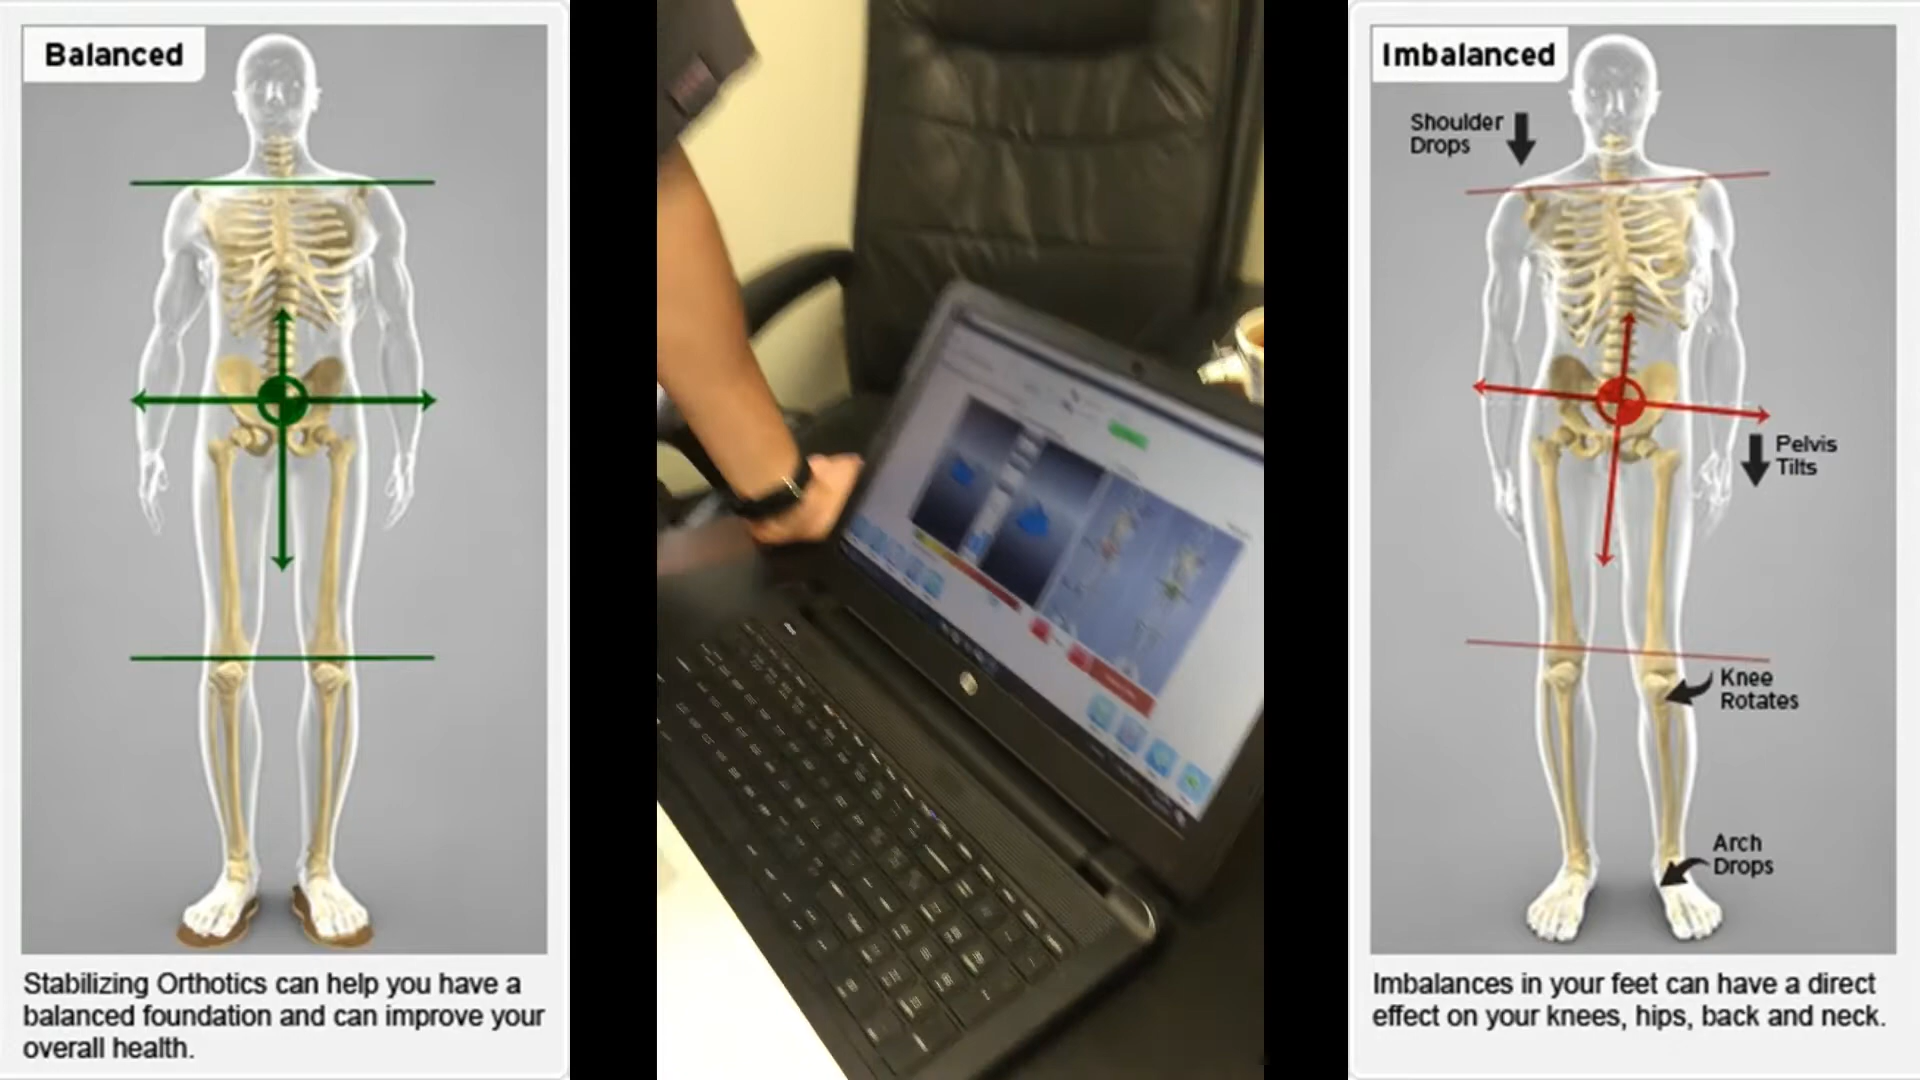 Balanced
Stabilizing Orthotics can help you have a
balanced foundation and can improve your
overall health.
hp
Imbalanced
Shoulder
Drops
Pelvis
Tilts
Knee
Rotates
Arch
Drops
Imbalances in your feet can have a direct
effect on your knees, hips, back and neck.